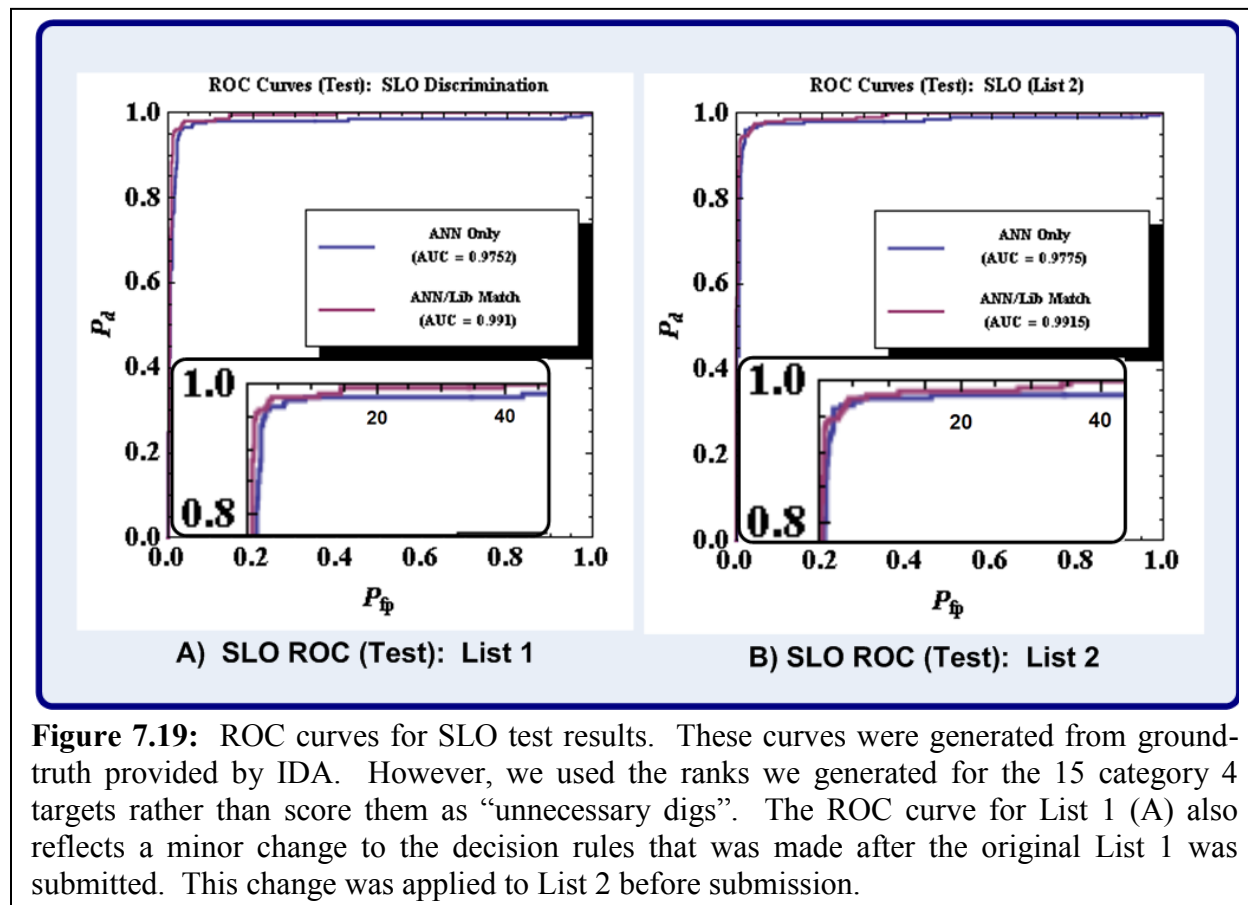 ROC Curves (Test): SLO Discrimination
1.0
0.8
0.6
0.4
0.2
0.0
P_d
ANN Only
(AUC = 0.9752)
ANN/Lib Match
(AUC = 0.991)
1.0
0.8
20
40
0.0
0.2
0.4
0.6
0.8
1.0
P_fp
A) SLO ROC (Test): List 1
ROC Curves (Test): SLO (List 2)
1.0
0.8
0.6
0.4
0.2
0.0
P_d
ANN Only
(AUC = 0.9775)
ANN/Lib Match
(AUC = 0.9915)
1.0
0.8
20
40
0.0
0.2
0.4
0.6
0.8
1.0
P_fp
B) SLO ROC (Test): List 2
Figure 7.19: ROC curves for SLO test results. These curves were generated from ground-
truth provided by IDA. However, we used the ranks we generated for the 15 category 4
targets rather than score them as “unnecessary digs”. The ROC curve for List 1 (A) also
reflects a minor change to the decision rules that was made after the original List 1 was
submitted. This change was applied to List 2 before submission.